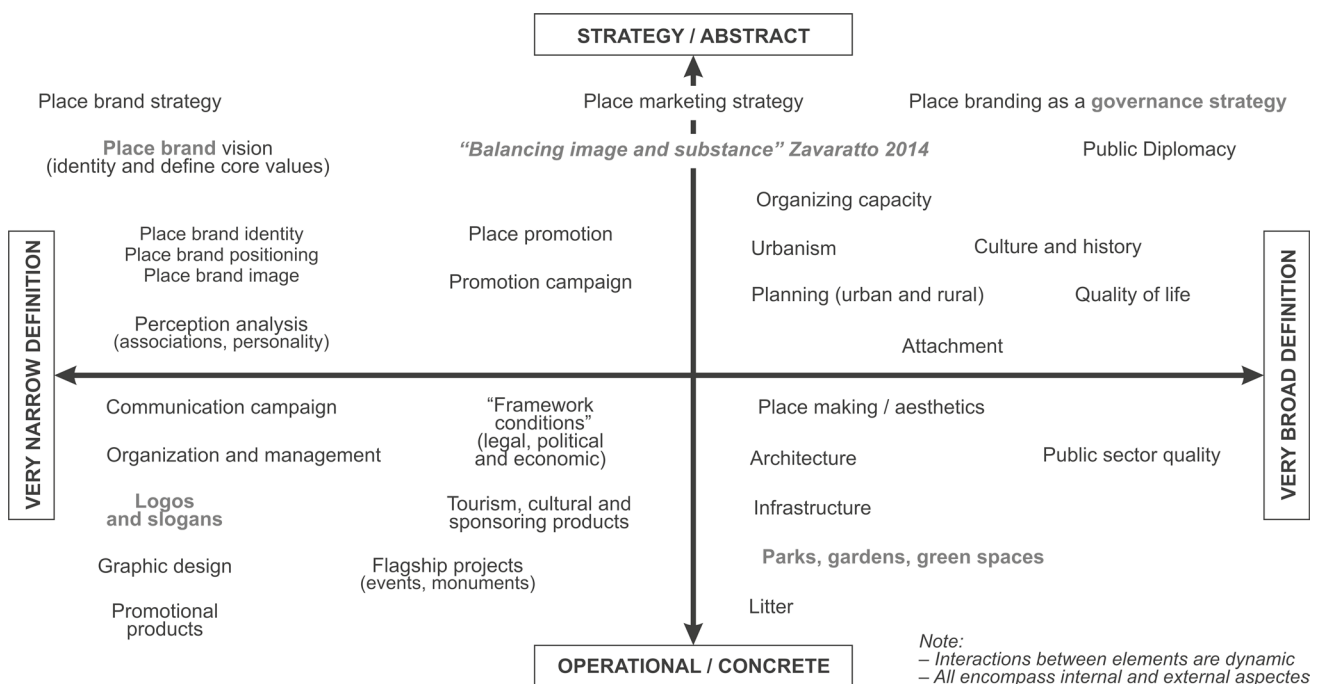 STRATEGY / ABSTRACT
Place brand strategy
Place marketing strategy
Place branding as a governance strategy
Place brand vision
(identity and define core values)
“Balancing image and substance” Zavaratto 2014
Public Diplomacy
Organizing capacity
Place brand identity
Place brand positioning
Place brand image
Place promotion
Urbanism
Culture and history
Promotion campaign
Planning (urban and rural)
Quality of life
Perception analysis
(associations, personality)
Attachment
VERY NARROW DEFINITION
VERY BROAD DEFINITION
Communication campaign
“Framework
conditions”
(legal, political
and economic)
Place making / aesthetics
Organization and management
Architecture
Public sector quality
Logos
and slogans
Tourism, cultural and
sponsoring products
Infrastructure
Graphic design
Flagship projects
(events, monuments)
Parks, gardens, green spaces
Promotional
products
Litter
OPERATIONAL / CONCRETE
Note:
– Interactions between elements are dynamic
– All encompass internal and external aspectes